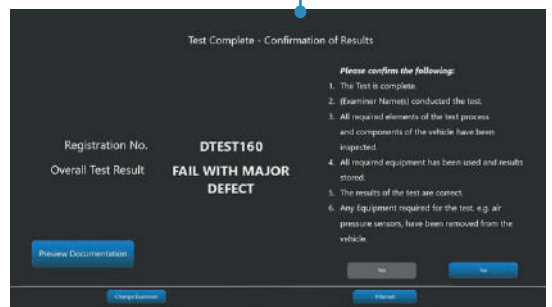 Test Complete - Confirmation of Results
Please confirm the following:
1. The Test is complete.
2. (Examiner Name(s) conducted the test.
3. All required elements of the test process
and components of the vehicle have been
inspected.
4. All required equipment has been used and results
stored.
5. The results of the test are correct.
6. Any Equipment required for the test, e.g. air
pressure sensors, have been removed from the
vehicle.
Registration No. DTEST160
Overall Test Result FAIL WITH MAJOR
DEFECT
Preview Documentation
Yes
No
Change Examiner